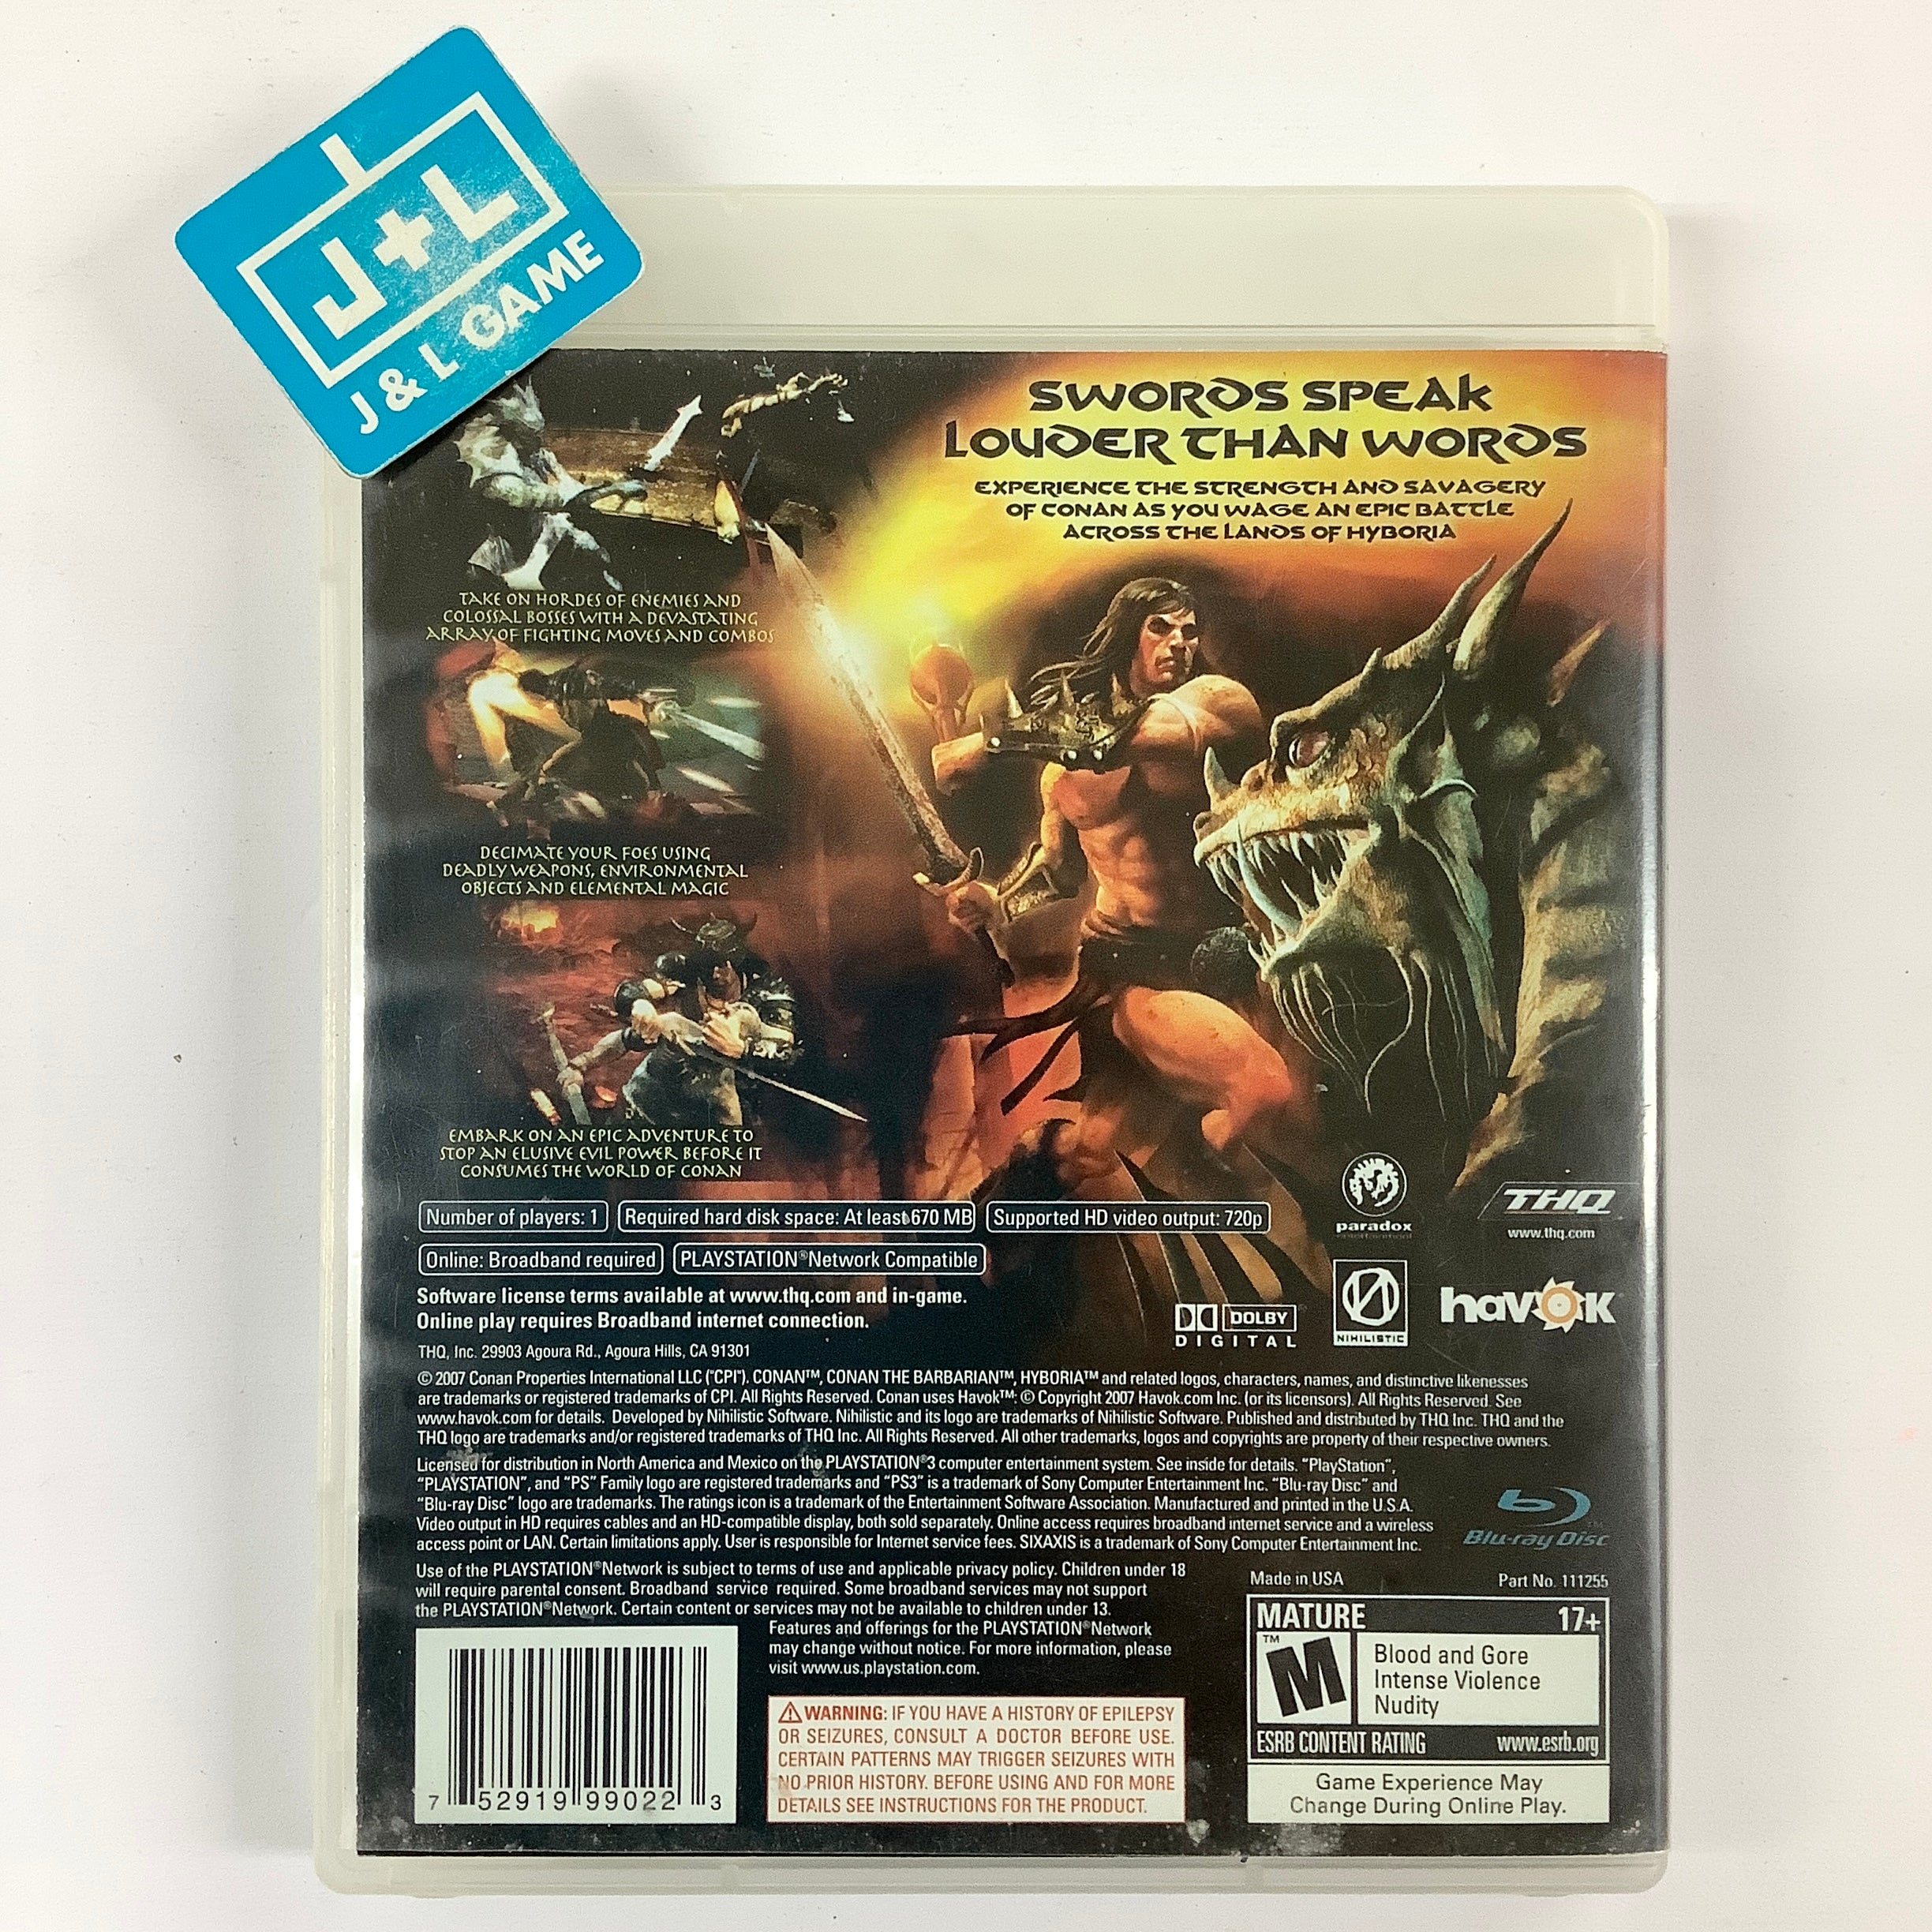 J+L
J & L GAME
SWORDS SPEAK
LOUDER THAN WORDS
EXPERIENCE THE STRENGTH AND SAVAGERY
OF CONAN AS YOU WAGE AN EPIC BATTLE
ACROSS THE LANDS OF HYBORIA
TAKE ON HORDES OF ENEMIES AND
COLOSSAL BOSSES WITH A DEVASTATING
ARRAY OF FIGHTING MOVES AND COMBOS
DECIMATE YOUR FOES USING
DEADLY WEAPONS, ENVIRONMENTAL
OBJECTS AND ELEMENTAL MAGIC
EMBARK ON AN EPIC ADVENTURE TO
STOP AN ELUSIVE EVIL POWER BEFORE IT
CONSUMES THE WORLD OF CONAN
Number of players: 1
Required hard disk space: At least 670 MB
Supported HD video output: 720p
Online: Broadband required
PLAYSTATION®Network Compatible
paradox
entertainment
THQ
www.thq.com
Software license terms available at www.thq.com and in-game.
Online play requires Broadband internet connection.
DOLBY
DIGITAL
NIHILISTIC
havok
THQ, Inc. 29903 Agoura Rd., Agoura Hills, CA 91301
© 2007 Conan Properties International LLC ("CPI"). CONAN™, CONAN THE BARBARIAN™, HYBORIA™ and related logos, characters, names, and distinctive likenesses
are trademarks or registered trademarks of CPI. All Rights Reserved. Conan uses Havok™: © Copyright 2007 Havok.com Inc. (or its licensors). All Rights Reserved. See
www.havok.com for details. Developed by Nihilistic Software. Nihilistic and its logo are trademarks of Nihilistic Software. Published and distributed by THQ Inc. THQ and the
THQ logo are trademarks and/or registered trademarks of THQ Inc. All Rights Reserved. All other trademarks, logos and copyrights are property of their respective owners.
Licensed for distribution in North America and Mexico on the PLAYSTATION®3 computer entertainment system. See inside for details. "PlayStation",
"PLAYSTATION", and "PS" Family logo are registered trademarks and "PS3" is a trademark of Sony Computer Entertainment Inc. "Blu-ray Disc" and
"Blu-ray Disc" logo are trademarks. The ratings icon is a trademark of the Entertainment Software Association. Manufactured and printed in the U.S.A.
Video output in HD requires cables and an HD-compatible display, both sold separately. Online access requires broadband internet service and a wireless
access point or LAN. Certain limitations apply. User is responsible for Internet service fees. SIXAXIS is a trademark of Sony Computer Entertainment Inc.
Blu-ray Disc
Use of the PLAYSTATION®Network is subject to terms of use and applicable privacy policy. Children under 18
will require parental consent. Broadband service required. Some broadband services may not support
the PLAYSTATION®Network. Certain content or services may not be available to children under 13.
Features and offerings for the PLAYSTATION®Network
may change without notice. For more information, please
visit www.us.playstation.com.
Made in USA
Part No. 111255
MATURE 17+
M
TM
Blood and Gore
Intense Violence
Nudity
ESRB CONTENT RATING www.esrb.org
Game Experience May
Change During Online Play.
WARNING: IF YOU HAVE A HISTORY OF EPILEPSY
OR SEIZURES, CONSULT A DOCTOR BEFORE USE.
CERTAIN PATTERNS MAY TRIGGER SEIZURES WITH
NO PRIOR HISTORY. BEFORE USING AND FOR MORE
DETAILS SEE INSTRUCTIONS FOR THE PRODUCT.
7 52919 99022 3